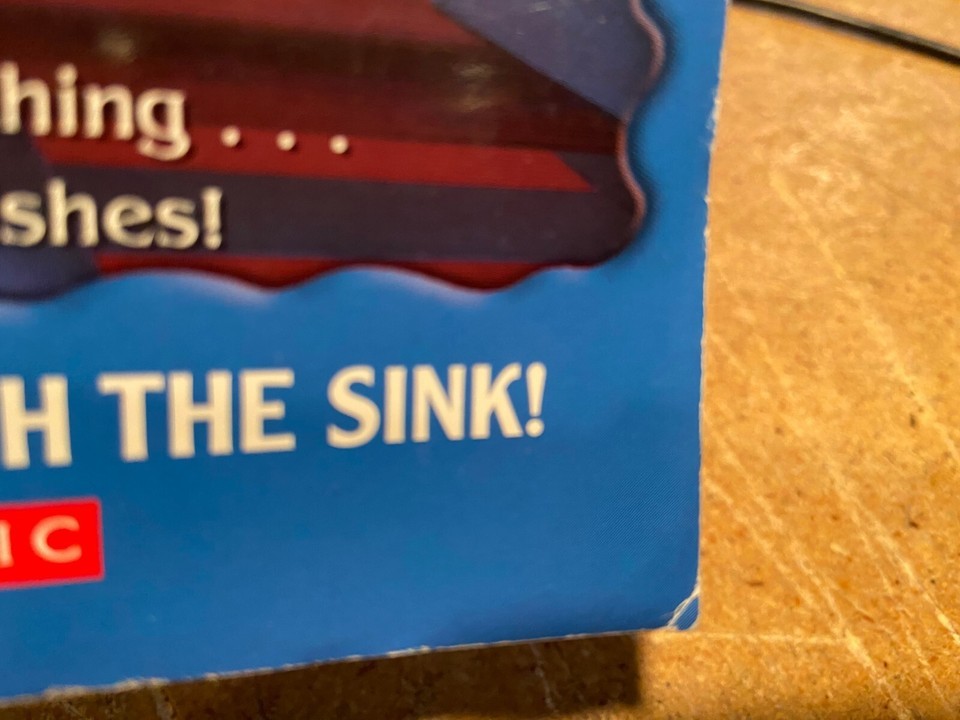 hing . . .
shes!
H THE SINK!
IC